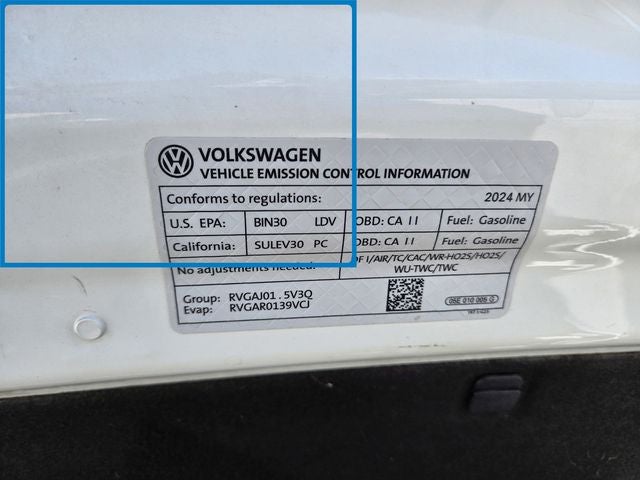 VOLKSWAGEN
VEHICLE EMISSION CONTROL INFORMATION
Conforms to regulations: 2024 MY
U.S. EPA: BIN30 LDV OBD: CA II Fuel: Gasoline
California: SULEV30 PC OBD: CA II Fuel: Gasoline
No adjustments needed. DFI/AIR/TC/CAC/WR-HO2S/HO2S/
WU-TWC/TWC
Group: RVGAJ01.5V3Q
Evap: RVGAR0139VCJ
05E 010 005 G